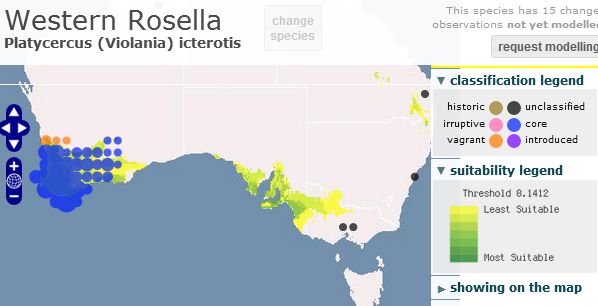 Western Rosella
Platycercus (Violania) icterotis
change
species
This species has 15 change
observations not yet modelled
request modelling
classification legend
historic unclassified
irruptive core
vagrant introduced
suitability legend
Threshold 0.1412
Least Suitable
Most Suitable
showing on the map